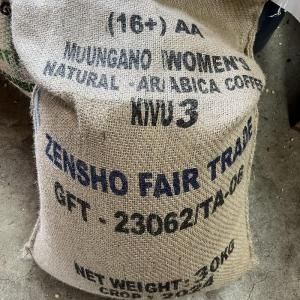 (16+) AA
MUUNGANO WOMEN'S
NATURAL - ARABICA COFFEE
KIVU 3
ZENSHO FAIR TRADE
GFT - 23062/TA-06
NET WEIGHT: 30KG
CROP: 2024